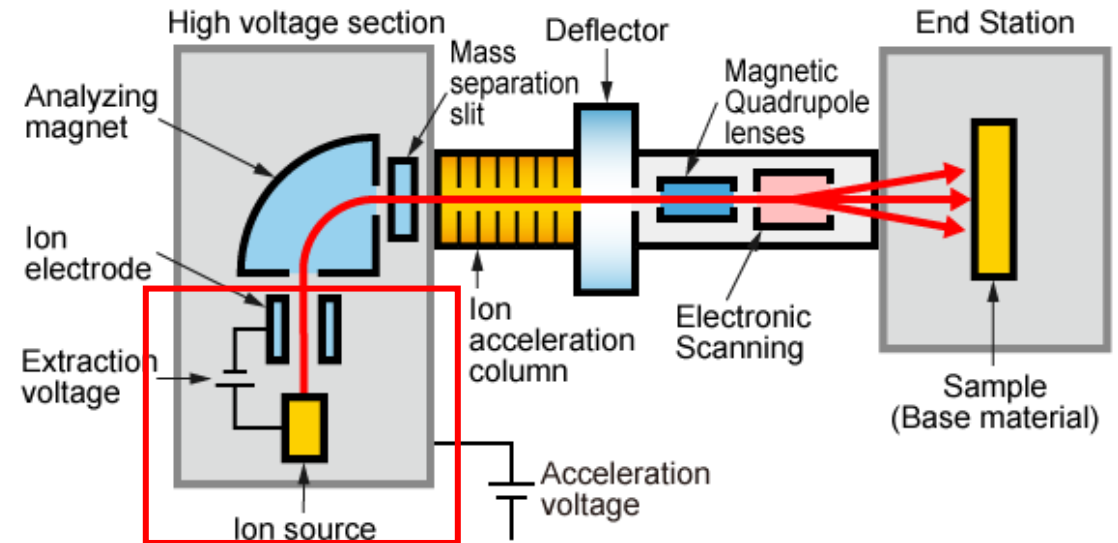 High voltage section
Deflector
End Station
Mass
separation
slit
Analyzing
magnet
Magnetic
Quadrupole
lenses
Ion
electrode
Ion
acceleration
column
Electronic
Scanning
Extraction
voltage
Sample
(Base material)
Acceleration
voltage
Ion source